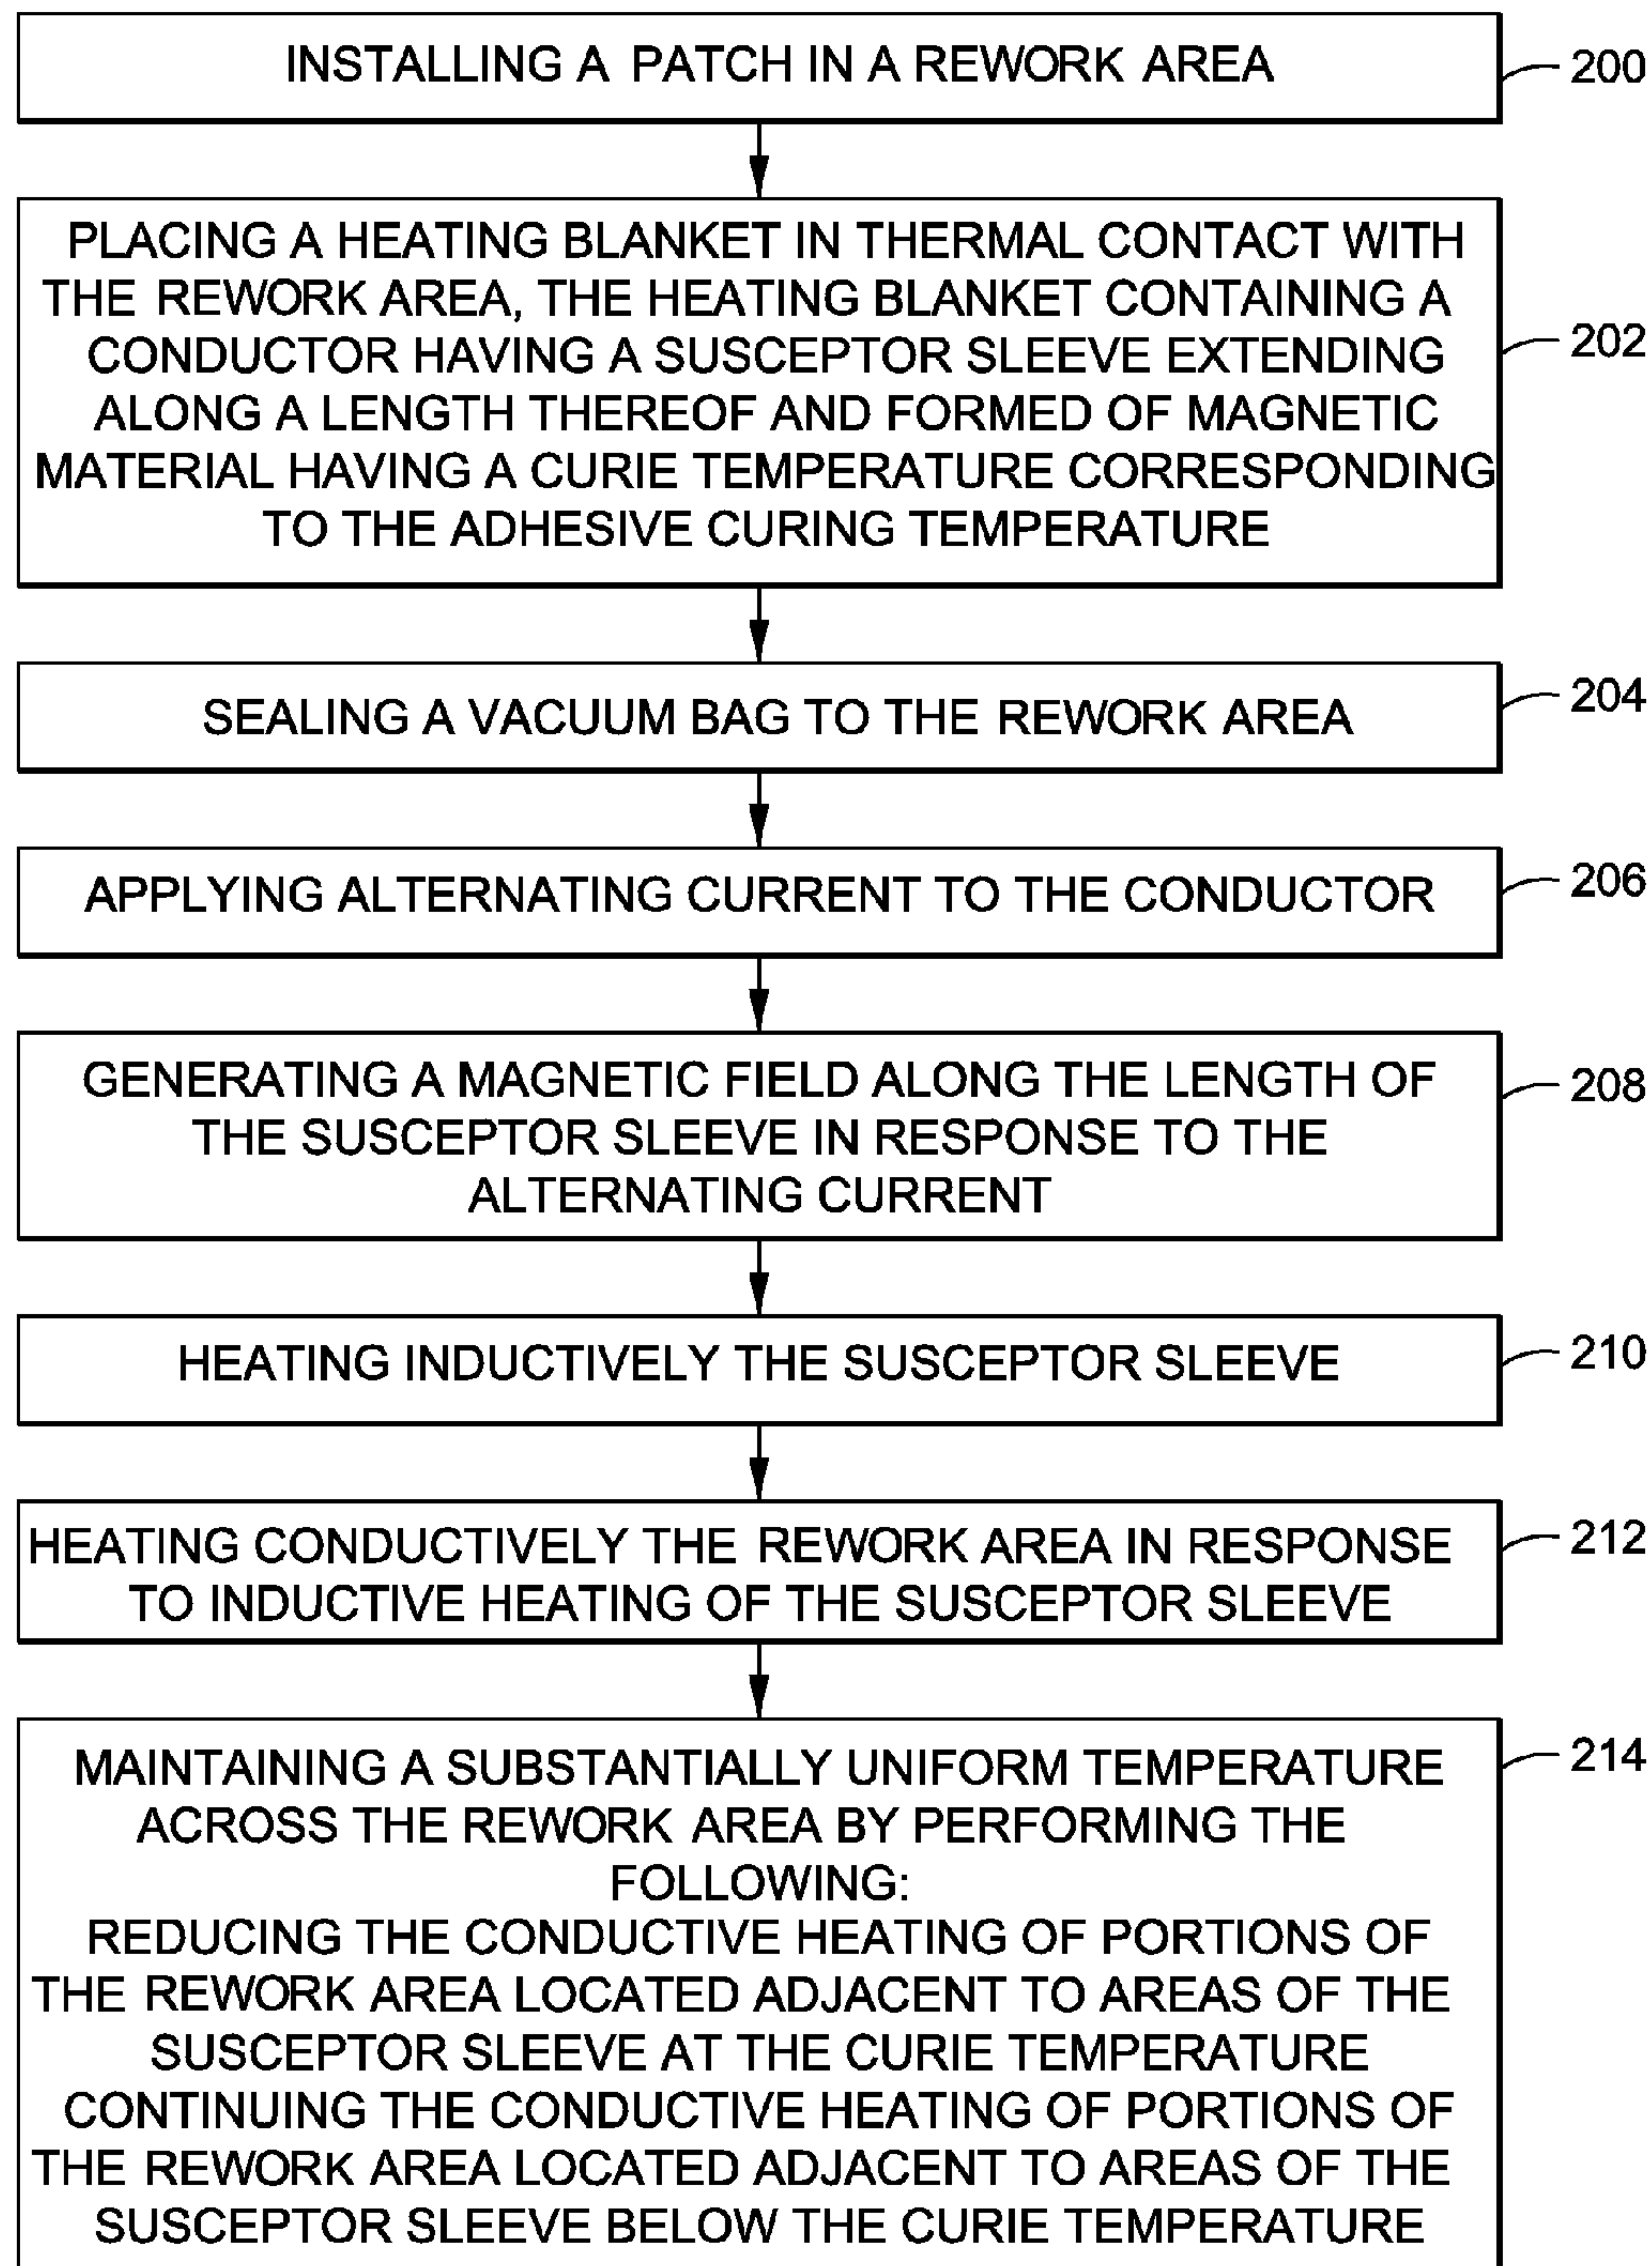 INSTALLING A PATCH IN A REWORK AREA
200
PLACING A HEATING BLANKET IN THERMAL CONTACT WITH
THE REWORK AREA, THE HEATING BLANKET CONTAINING A
CONDUCTOR HAVING A SUSCEPTOR SLEEVE EXTENDING
ALONG A LENGTH THEREOF AND FORMED OF MAGNETIC
MATERIAL HAVING A CURIE TEMPERATURE CORRESPONDING
TO THE ADHESIVE CURING TEMPERATURE
202
SEALING A VACUUM BAG TO THE REWORK AREA
204
APPLYING ALTERNATING CURRENT TO THE CONDUCTOR
206
GENERATING A MAGNETIC FIELD ALONG THE LENGTH OF
THE SUSCEPTOR SLEEVE IN RESPONSE TO THE
ALTERNATING CURRENT
208
HEATING INDUCTIVELY THE SUSCEPTOR SLEEVE
210
HEATING CONDUCTIVELY THE REWORK AREA IN RESPONSE
TO INDUCTIVE HEATING OF THE SUSCEPTOR SLEEVE
212
MAINTAINING A SUBSTANTIALLY UNIFORM TEMPERATURE
ACROSS THE REWORK AREA BY PERFORMING THE
FOLLOWING:
REDUCING THE CONDUCTIVE HEATING OF PORTIONS OF
THE REWORK AREA LOCATED ADJACENT TO AREAS OF THE
SUSCEPTOR SLEEVE AT THE CURIE TEMPERATURE
CONTINUING THE CONDUCTIVE HEATING OF PORTIONS OF
THE REWORK AREA LOCATED ADJACENT TO AREAS OF THE
SUSCEPTOR SLEEVE BELOW THE CURIE TEMPERATURE
214